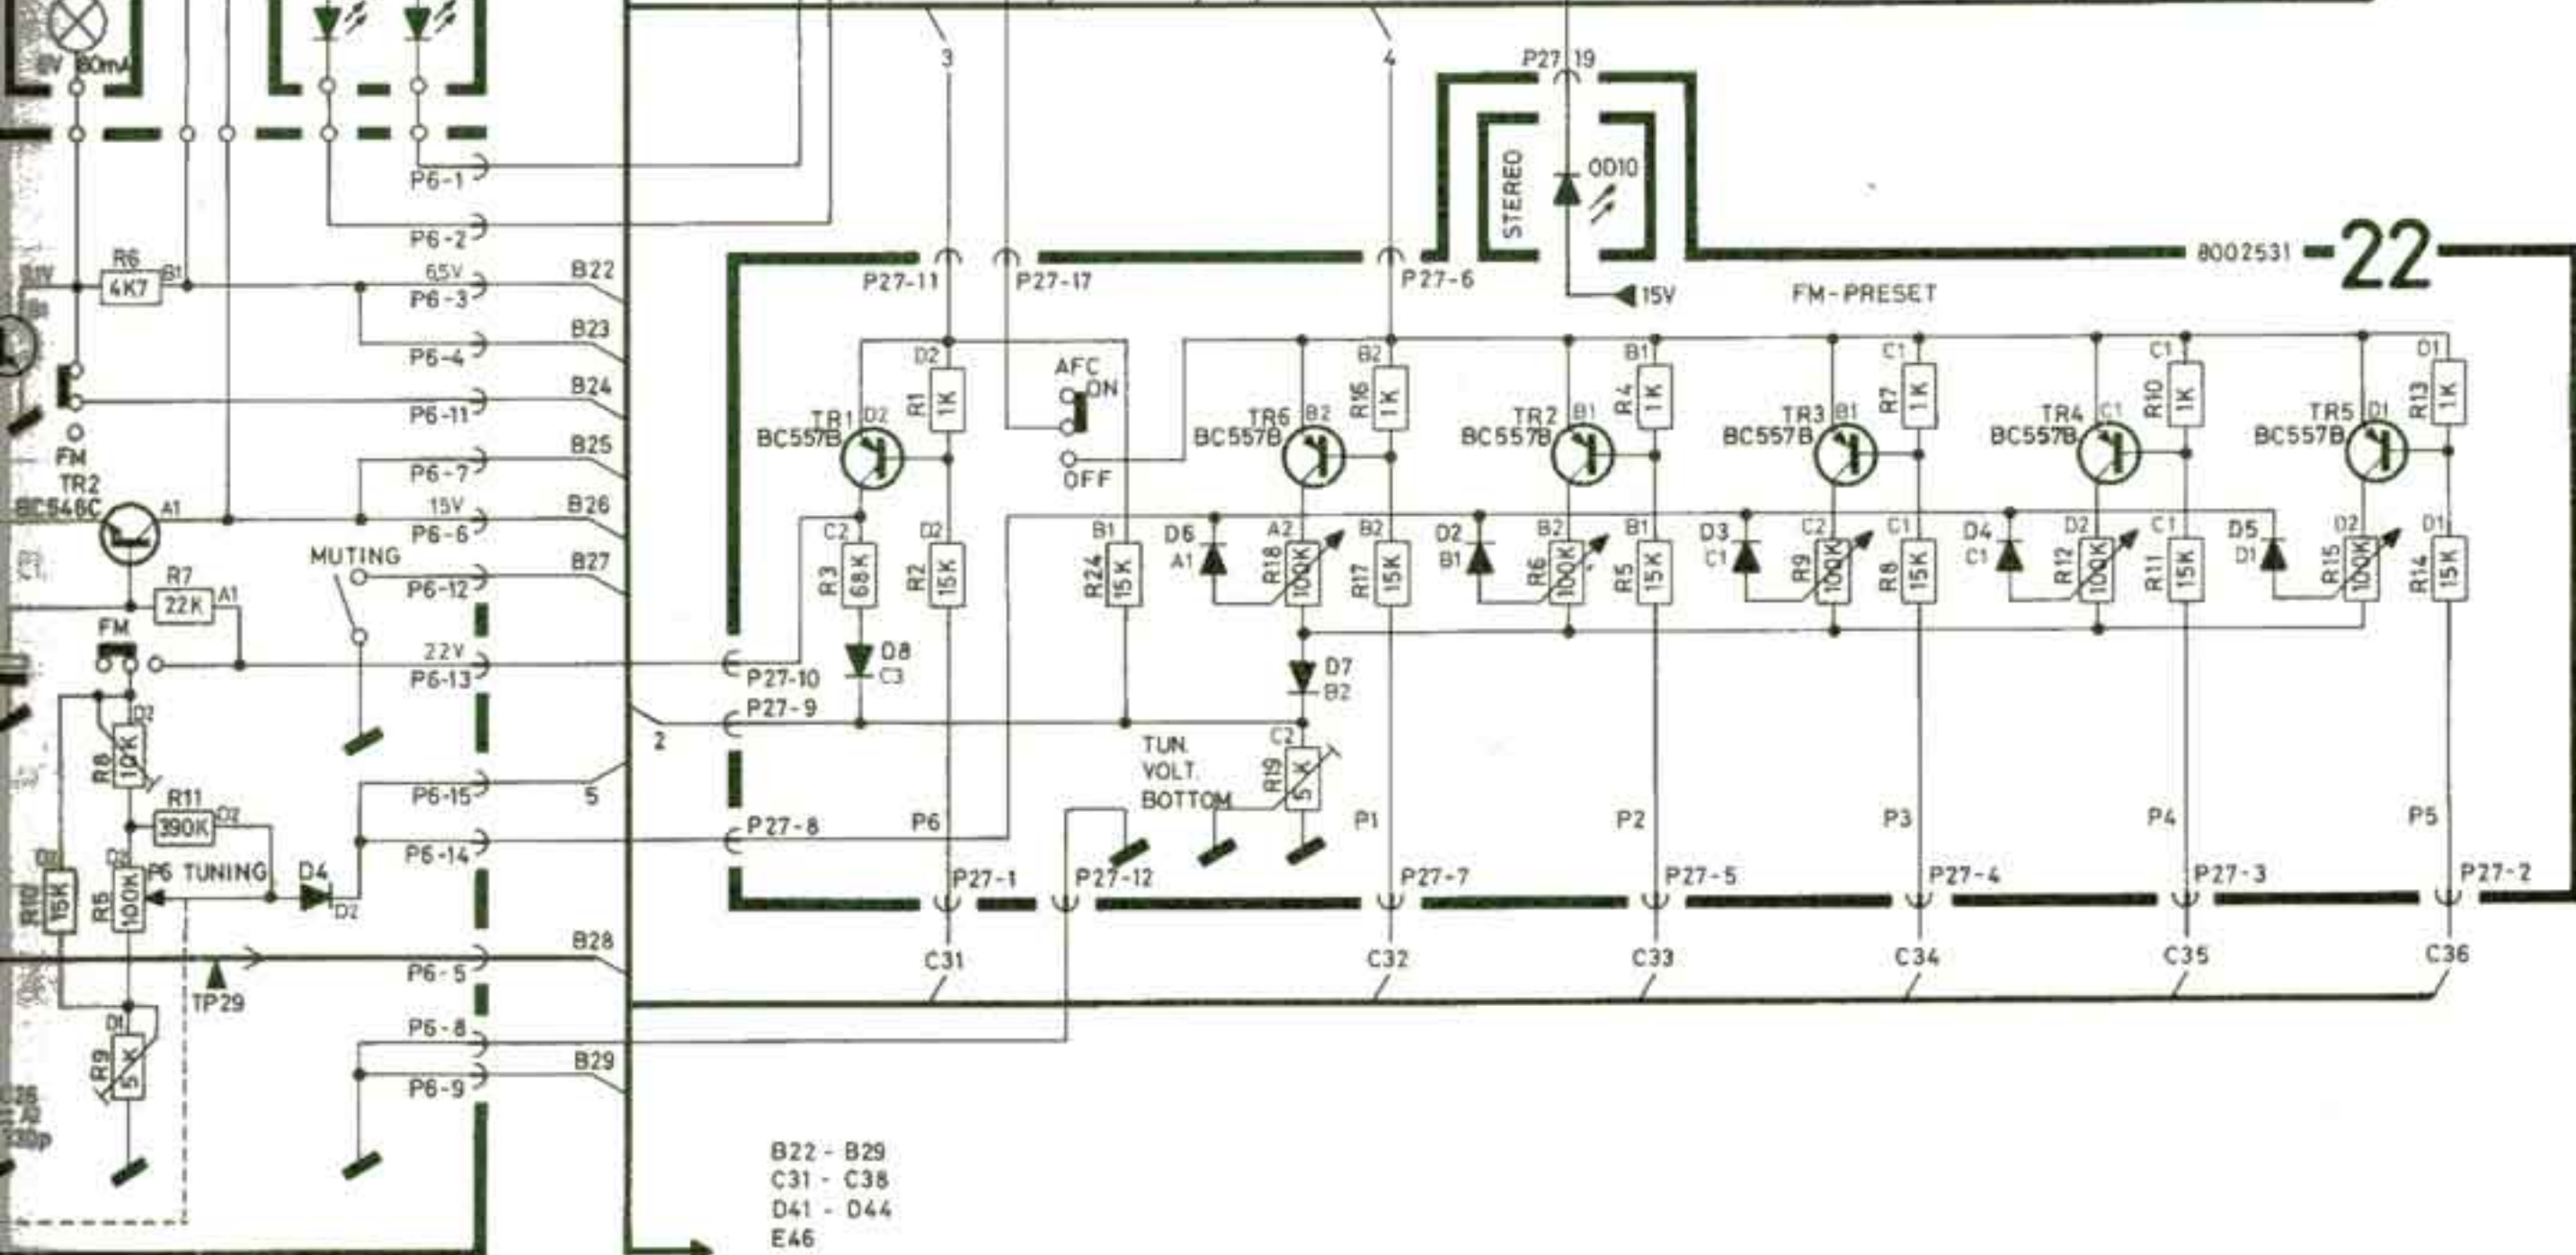 80mA
P6-1
P6-2
R6
4K7
B1
65V
P6-3
B22
P6-4
B23
P6-11
B24
FM
P6-7
B25
TR2
BC546C
A1
15V
P6-6
B26
MUTING
P6-12
B27
R7
22K
A1
FM
22V
P6-13
D2
R8
10K
R11
390K
D2
P6-15
5
P6-14
P6 TUNING
D4
D2
R10
15K
R5
100K
TP29
P6-5
B28
D1
R9
5K
P6-8
P6-9
B29
3
4
P27 19
STEREO
OD10
15V
8002531
22
FM-PRESET
P27-11
P27-17
P27-6
D2
R1
1K
TR1
D2
BC557B
AFC
ON
OFF
C2
R3
68K
D2
R2
15K
B1
R24
15K
D8
C3
P27-10
P27-9
2
P27-8
P6
TUN.
VOLT.
BOTTOM
TR6
B2
BC557B
B2
R16
1K
D6
A1
A2
R18
100K
B2
R17
15K
D7
B2
C2
R19
5K
P1
TR2
B1
BC557B
B1
R4
1K
D2
B1
B2
R6
100K
B1
R5
15K
P2
TR3
B1
BC557B
C1
R7
1K
D3
C1
C2
R9
100K
C1
R8
15K
P3
TR4
C1
BC557B
C1
R10
1K
D4
C1
D2
R12
100K
C1
R11
15K
P4
TR5
D1
BC557B
D1
R13
1K
D5
D1
D2
R15
100K
D1
R14
15K
P5
P27-1
P27-12
P27-7
P27-5
P27-4
P27-3
P27-2
C31
C32
C33
C34
C35
C36
B22 - B29
C31 - C38
D41 - D44
E46